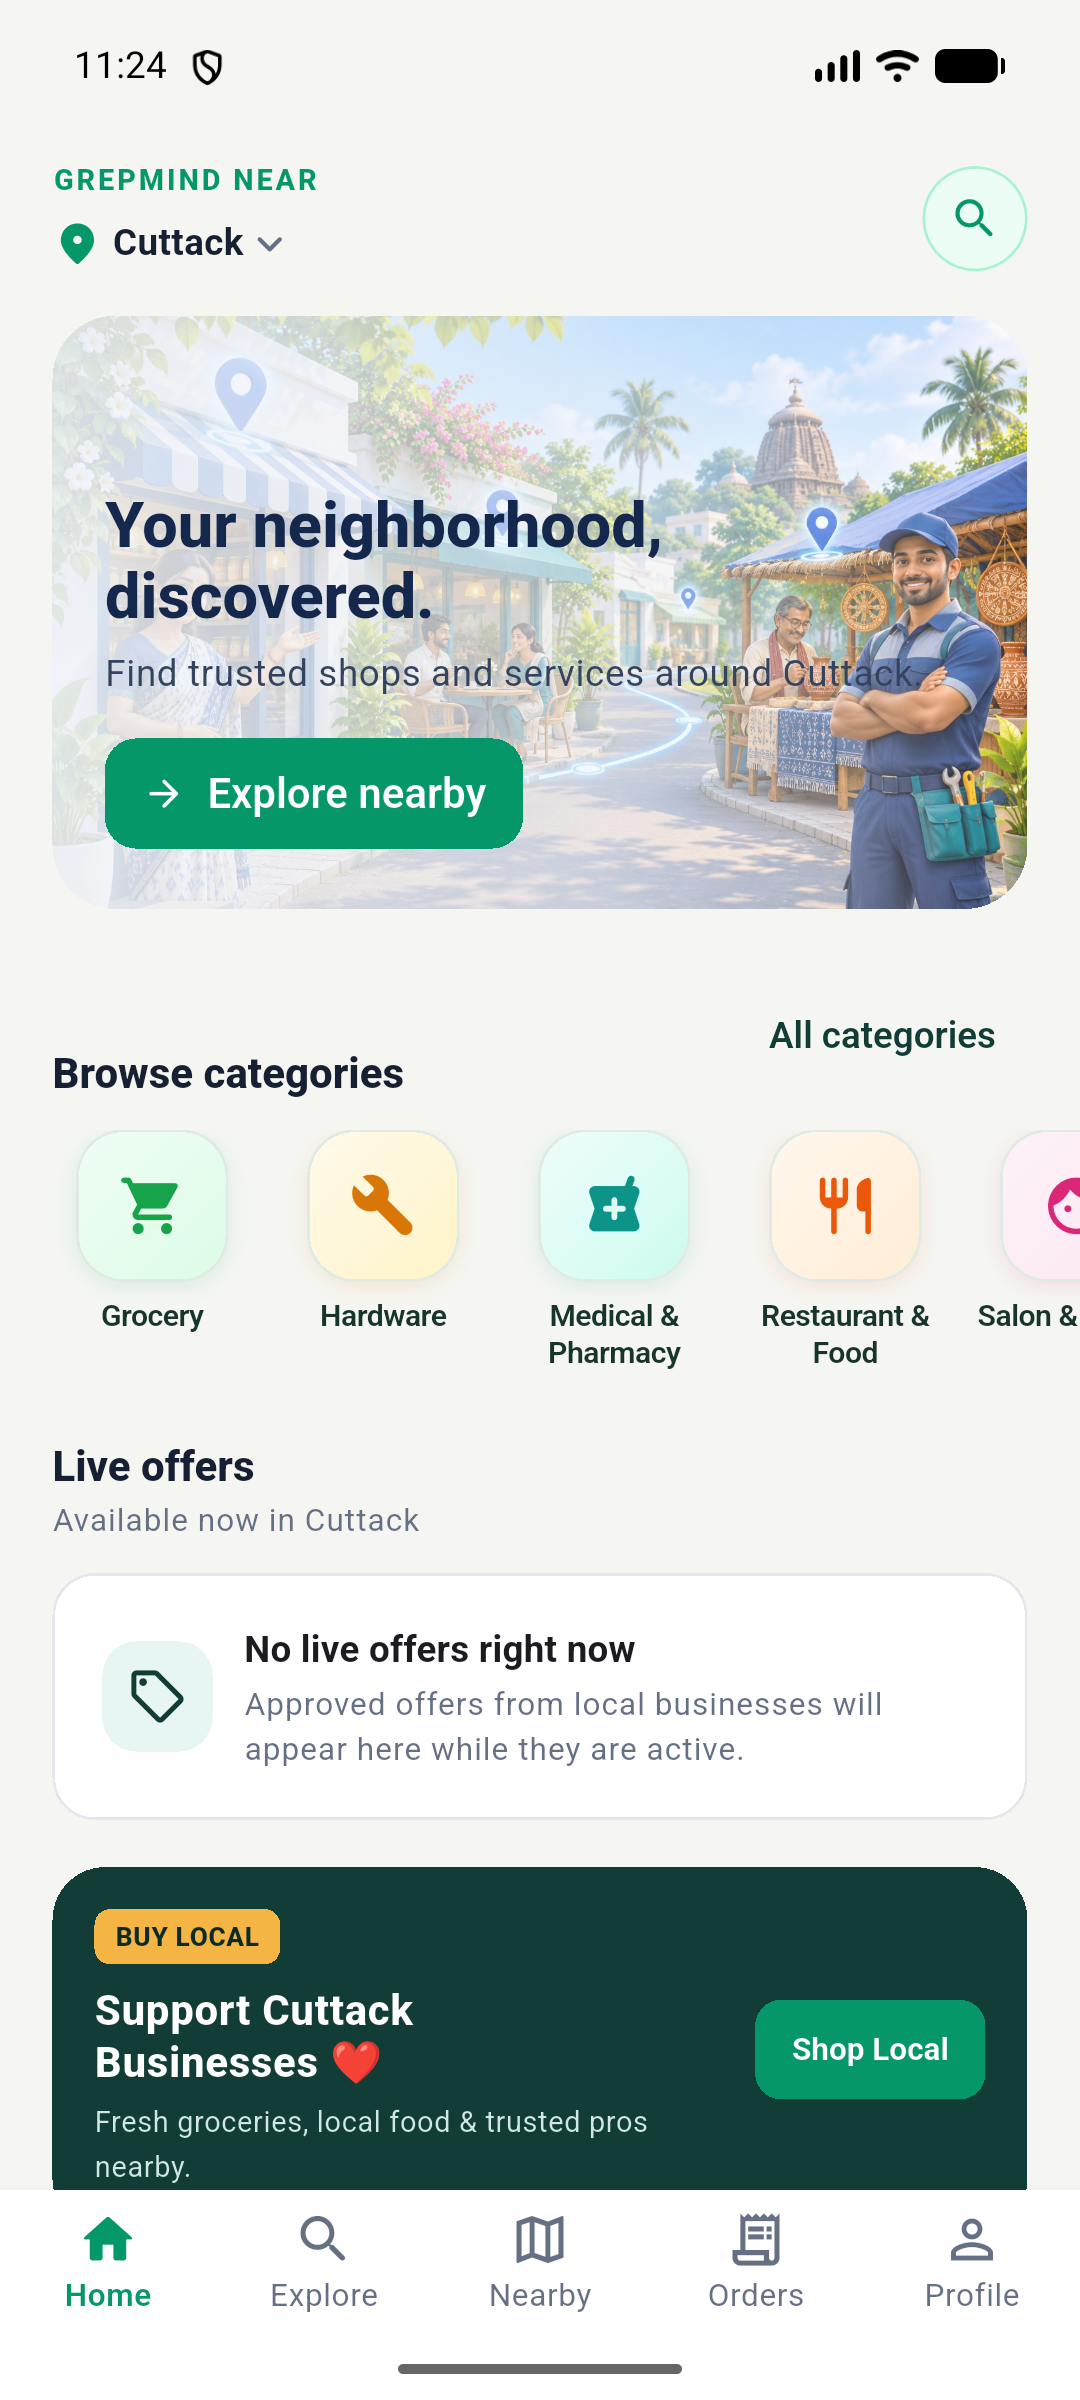 11:24
GREPMIND NEAR
Cuttack
Your neighborhood,
discovered.
Find trusted shops and services around Cuttack.
Explore nearby
All categories
Browse categories
Grocery
Hardware
Medical &
Pharmacy
Restaurant &
Food
Salon &
Live offers
Available now in Cuttack
No live offers right now
Approved offers from local businesses will
appear here while they are active.
BUY LOCAL
Support Cuttack
Businesses ❤️
Shop Local
Fresh groceries, local food & trusted pros
nearby.
Home
Explore
Nearby
Orders
Profile